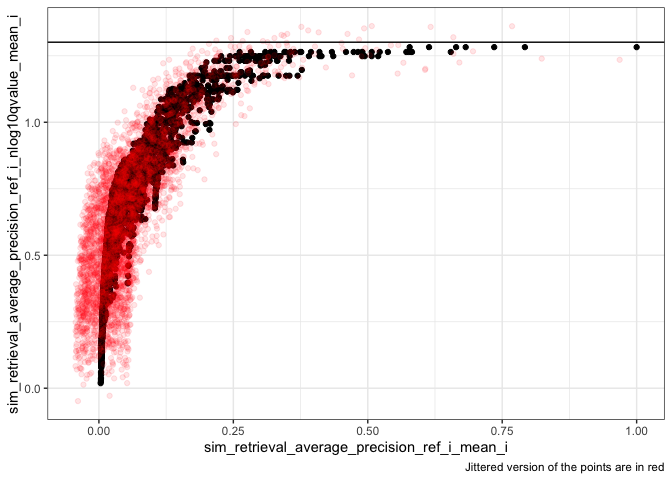 sim_retrieval_average_precision_ref_i_nlog10qvalue_mean_i
1.0
0.5
0.0
0.00
0.25
0.50
0.75
1.00
sim_retrieval_average_precision_ref_i_mean_i
Jittered version of the points are in red